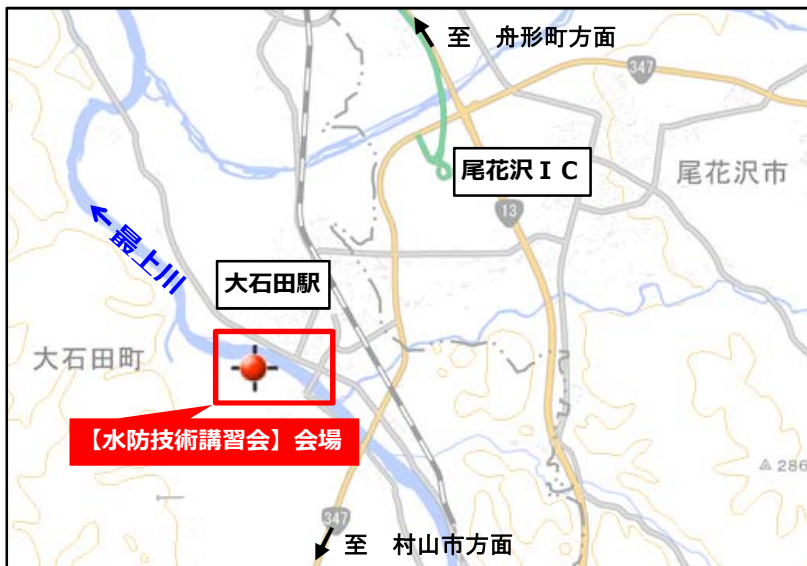 至　舟形町方面
347
尾花沢ＩＣ
尾花沢市
13
←最上川
大石田駅
大石田町
【水防技術講習会】会場
286
347
至　村山市方面